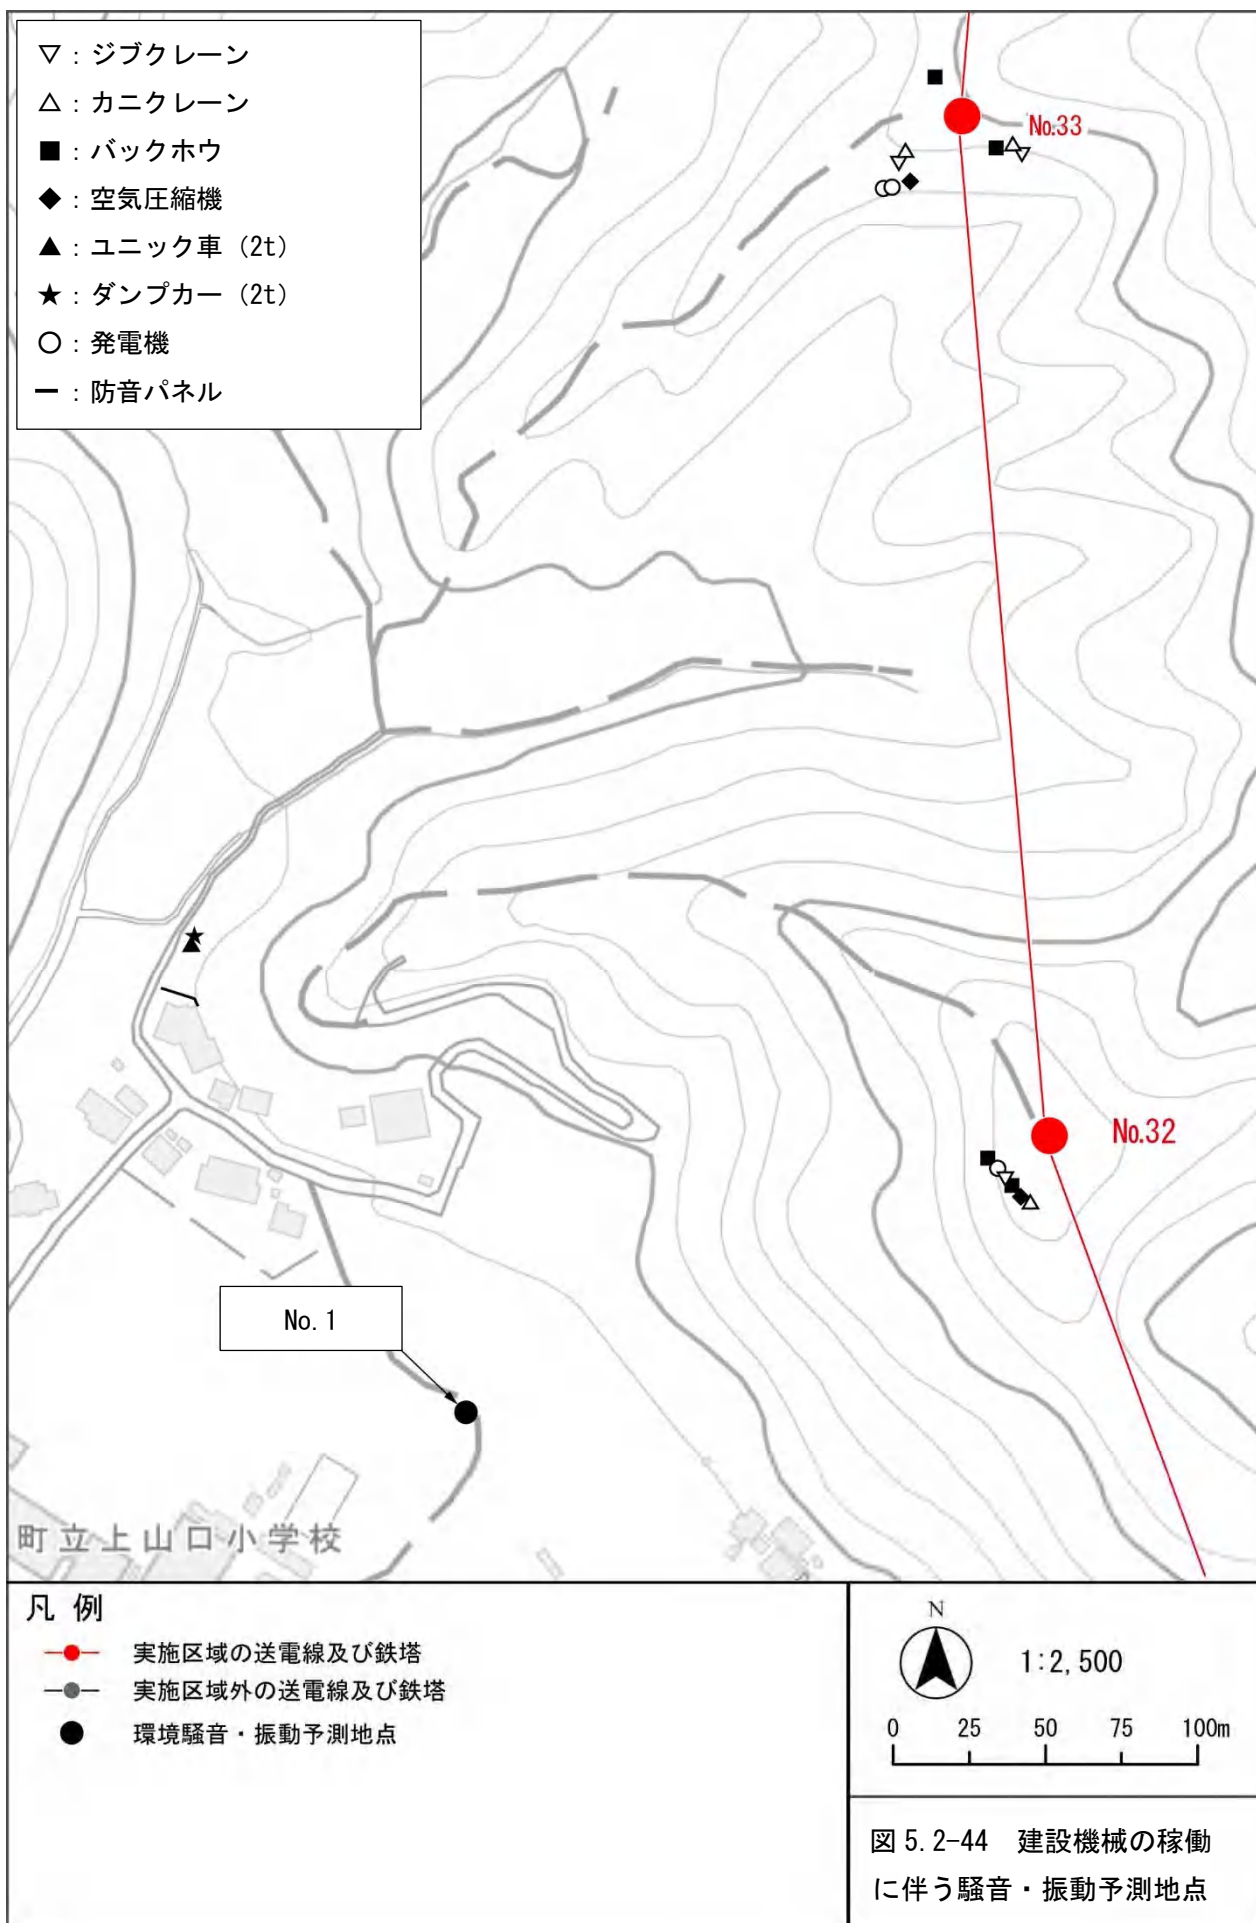 ▽：ジブクレーン
△：カニクレーン
■：バックホウ
◆：空気圧縮機
▲：ユニック車（2t）
★：ダンプカー（2t）
○：発電機
―：防音パネル
No.33
No.32
No.1
町立上山口小学校
凡 例
実施区域の送電線及び鉄塔
実施区域外の送電線及び鉄塔
環境騒音・振動予測地点
N
1:2,500
0 25 50 75 100m
図 5.2-44 建設機械の稼働
に伴う騒音・振動予測地点